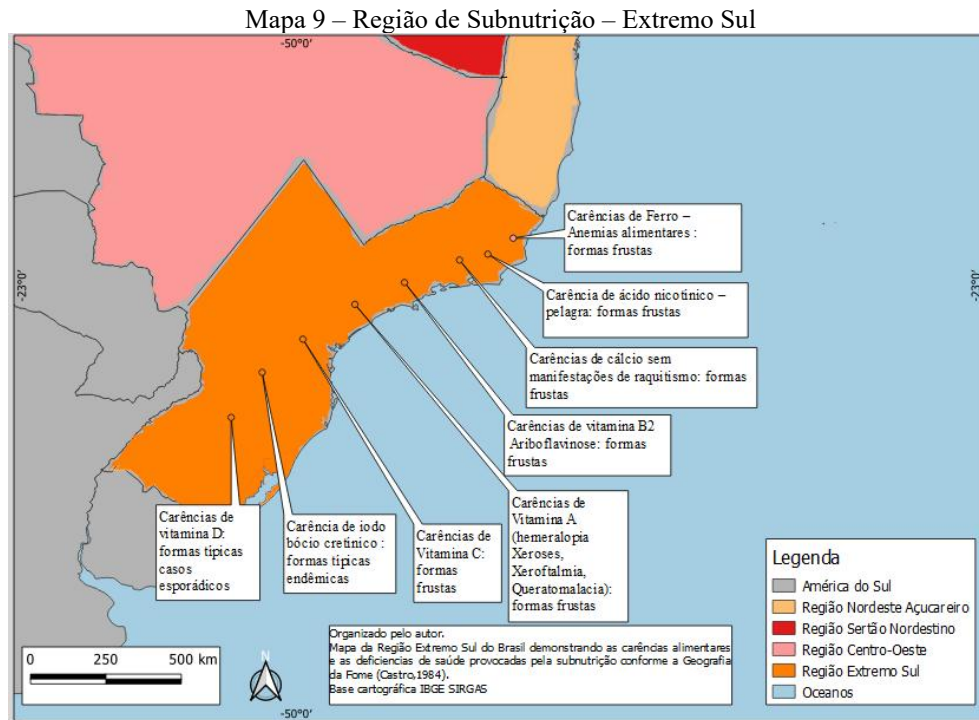 Mapa 9 – Região de Subnutrição – Extremo Sul
-50°0'
-23°0'
-23°0'
Carências de Ferro –
Anemias alimentares :
formas frustas
Carência de ácido nicotínico –
pelagra: formas frustas
Carências de cálcio sem
manifestações de raquitismo: formas
frustas
Carências de vitamina B2
Ariboflavinose: formas
frustas
Carências de
Vitamina A
(hemeralopia
Xeroses,
Xeroftalmia,
Queratomalacia):
formas frustas
Carências de
Vitamina C:
formas
frustas
Carência de iodo
bócio cretínico :
formas típicas
endêmicas
Carências de
vitamina D:
formas típicas
casos
esporádicos
Legenda
América do Sul
Região Nordeste Açucareiro
Região Sertão Nordestino
Região Centro-Oeste
Região Extremo Sul
Oceanos
0 250 500 km
N
Organizado pelo autor.
Mapa da Região Extremo Sul do Brasil demonstrando as carências alimentares
e as deficiencias de saúde provocadas pela subnutrição conforme a Geografia
da Fome (Castro,1984).
Base cartográfica IBGE SIRGAS
-50°0'